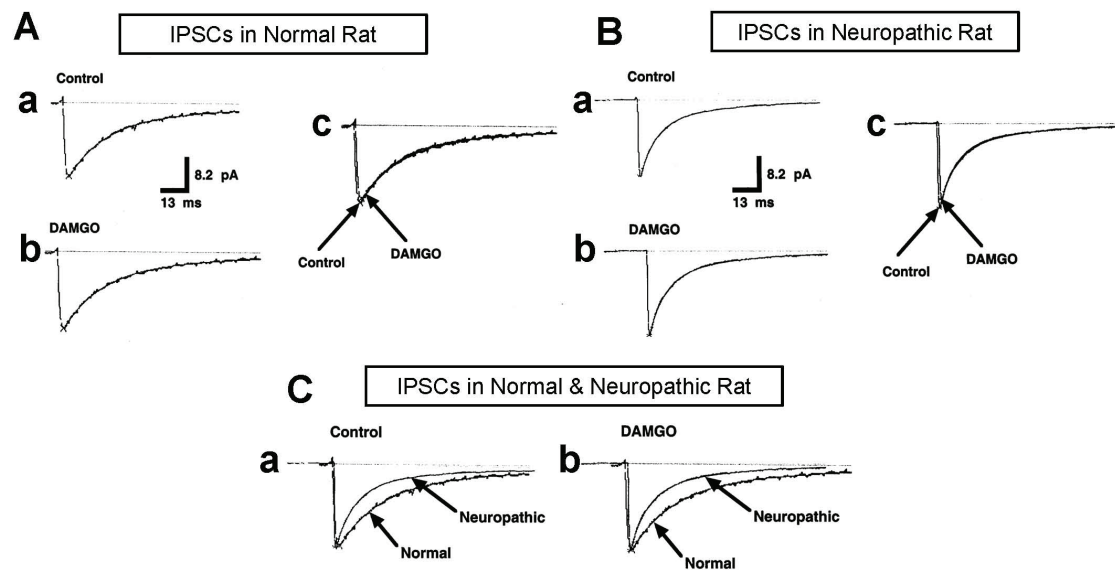 A
IPSCs in Normal Rat
Control
a
8.2 pA
13 ms
c
Control
DAMGO
DAMGO
b
B
IPSCs in Neuropathic Rat
Control
a
8.2 pA
13 ms
c
Control
DAMGO
DAMGO
b
C
IPSCs in Normal & Neuropathic Rat
Control
a
Neuropathic
Normal
DAMGO
b
Neuropathic
Normal